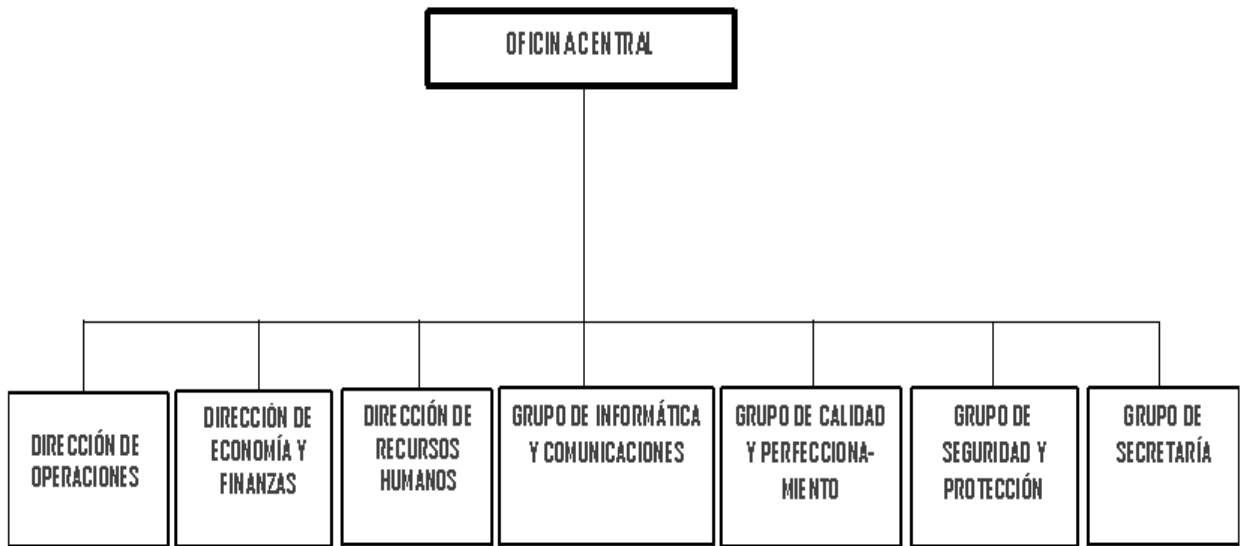 OFICINA CENTRAL
DIRECCIÓN DE
OPERACIONES
DIRECCIÓN DE
ECONOMÍA Y
FINANZAS
DIRECCIÓN DE
RECURSOS
HUMANOS
GRUPO DE INFORMÁTICA
Y COMUNICACIONES
GRUPO DE CALIDAD
Y PERFECCIONA-
MIENTO
GRUPO DE
SEGURIDAD Y
PROTECCIÓN
GRUPO DE
SECRETARÍA